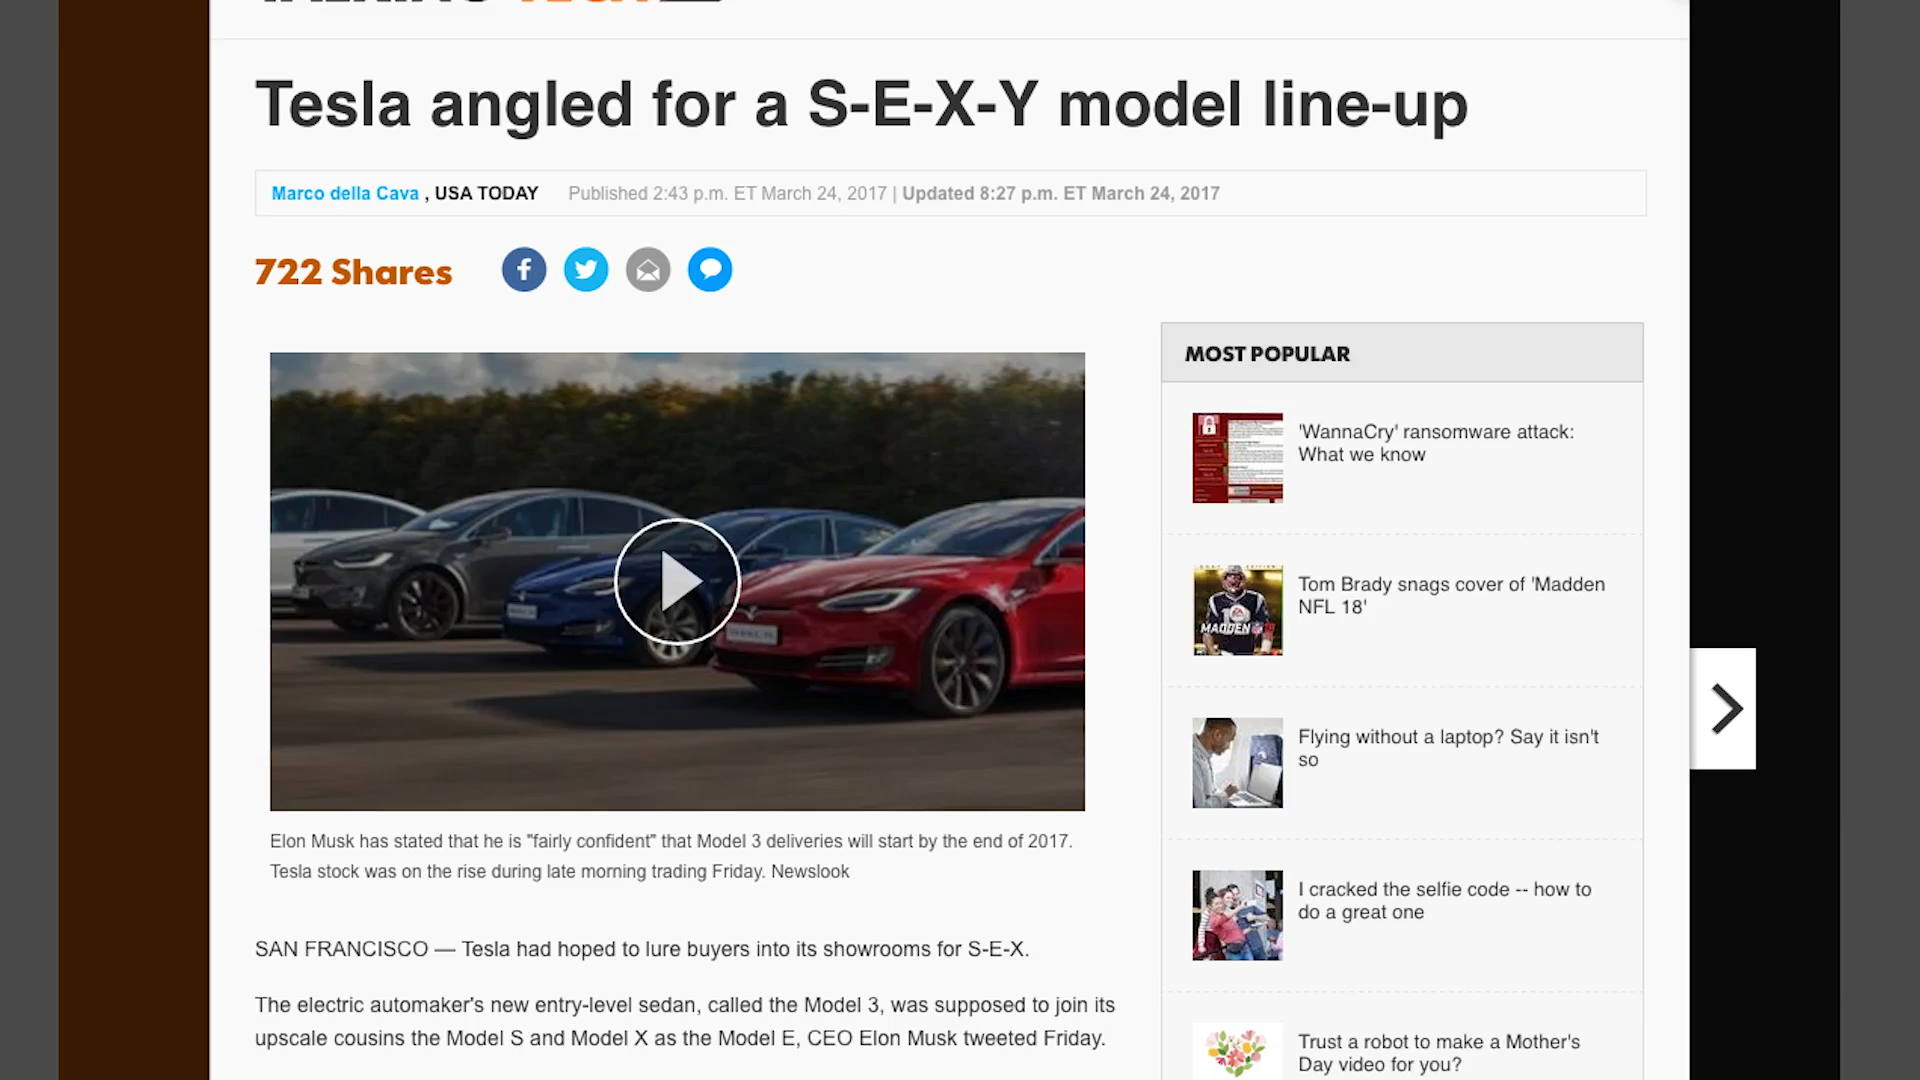 Tesla angled for a S-E-X-Y model line-up
Marco della Cava , USA TODAY Published 2:43 p.m. ET March 24, 2017 | Updated 8:27 p.m. ET March 24, 2017
722 Shares
Elon Musk has stated that he is "fairly confident" that Model 3 deliveries will start by the end of 2017.
Tesla stock was on the rise during late morning trading Friday. Newslook
SAN FRANCISCO — Tesla had hoped to lure buyers into its showrooms for S-E-X.
The electric automaker's new entry-level sedan, called the Model 3, was supposed to join its
upscale cousins the Model S and Model X as the Model E, CEO Elon Musk tweeted Friday.
MOST POPULAR
'WannaCry' ransomware attack:
What we know
MADDEN
Tom Brady snags cover of 'Madden
NFL 18'
Flying without a laptop? Say it isn't
so
I cracked the selfie code -- how to
do a great one
Trust a robot to make a Mother's
Day video for you?